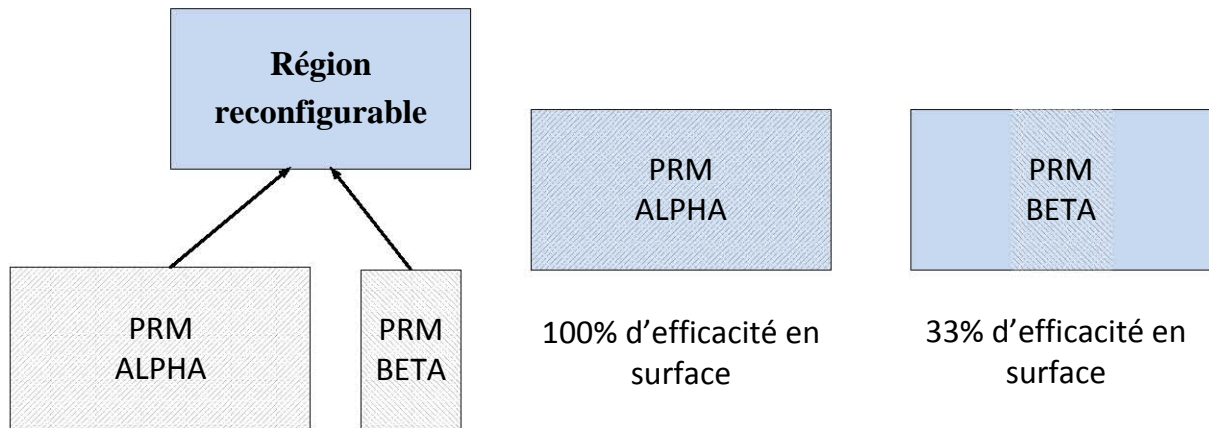 Région
reconfigurable
PRM
ALPHA
PRM
BETA
PRM
ALPHA
100% d’efficacité en
surface
PRM
BETA
33% d’efficacité en
surface